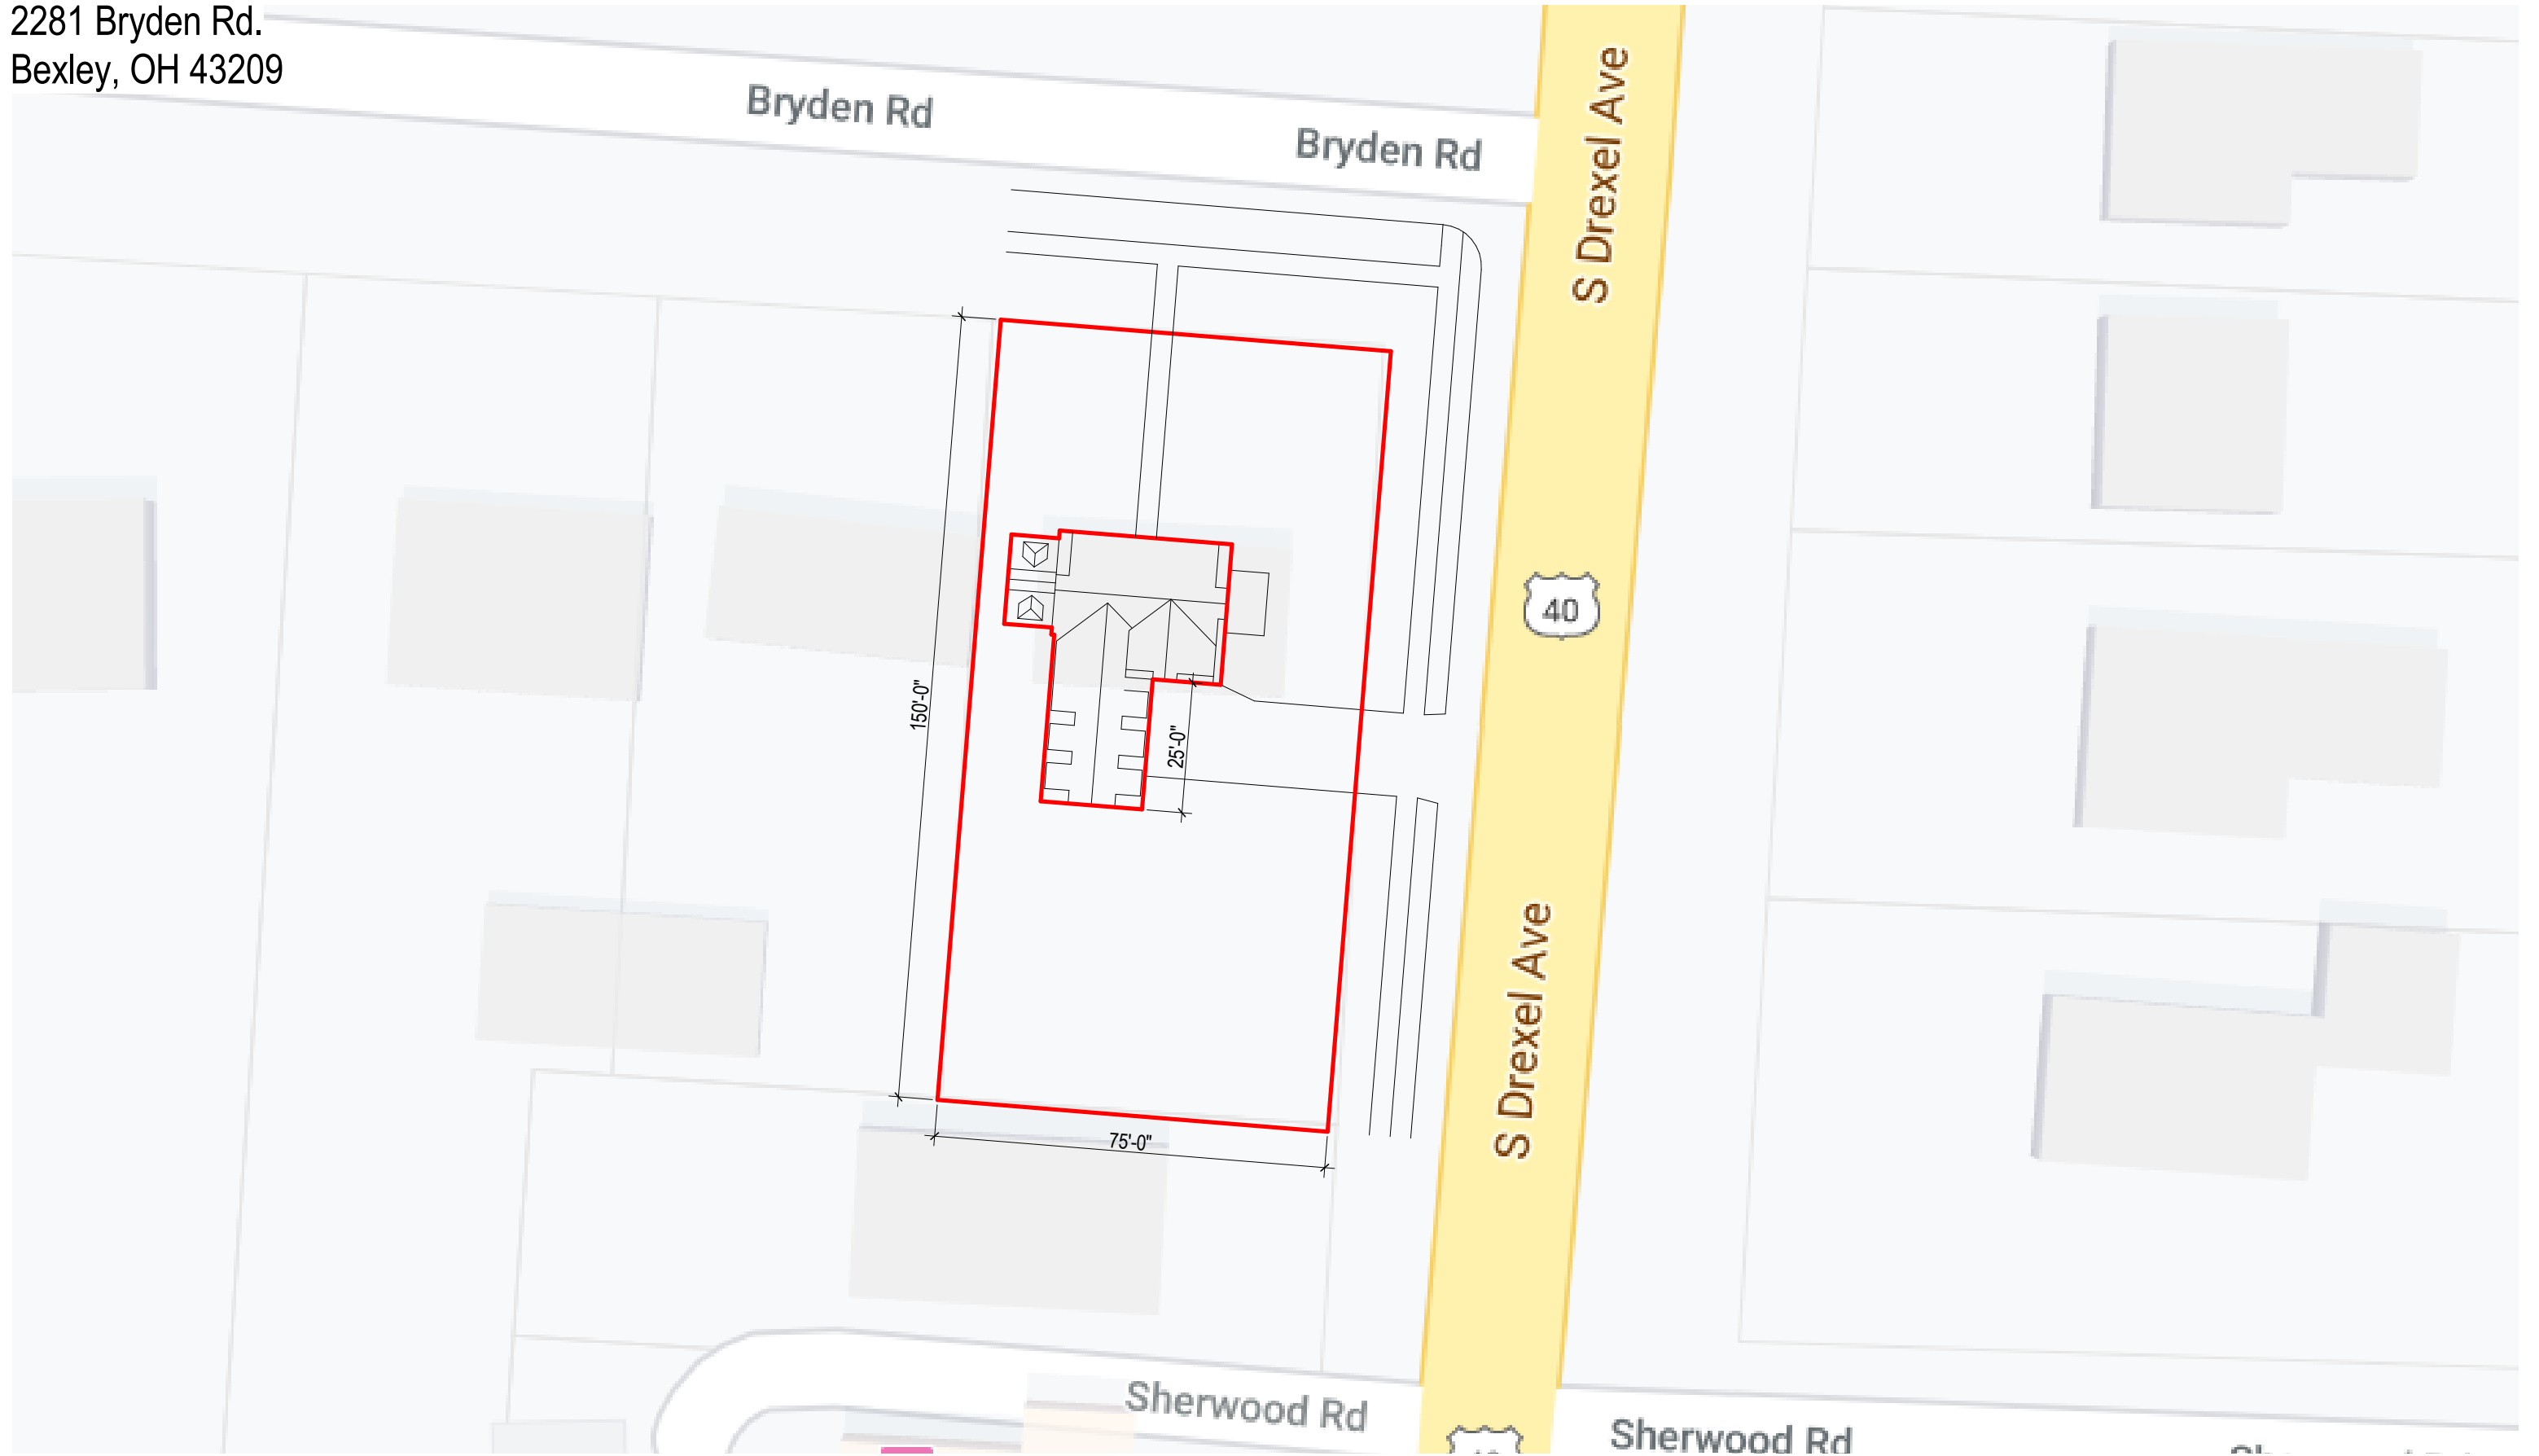 2281 Bryden Rd.
Bexley, OH 43209
Bryden Rd
Bryden Rd
S Drexel Ave
40
150'-0"
25'-0"
S Drexel Ave
75'-0"
Sherwood Rd
Sherwood Rd